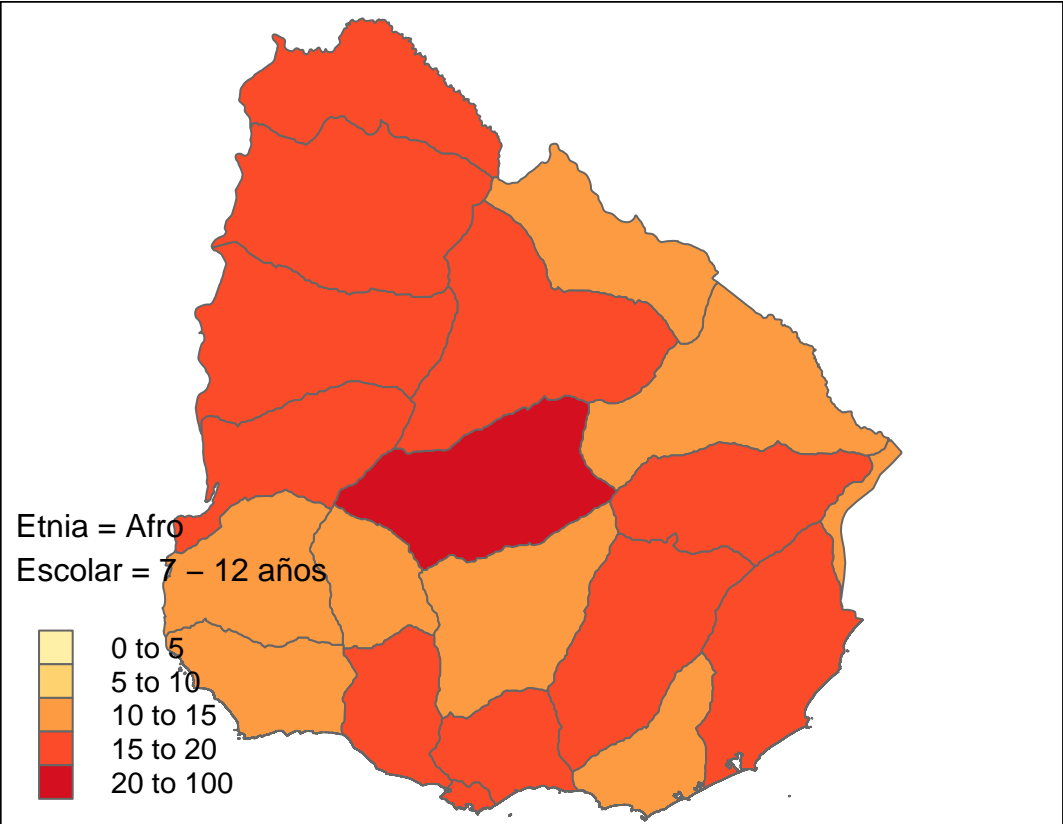 Etnia = Afro
Escolar = 7 – 12 años
0 to 5
5 to 10
10 to 15
15 to 20
20 to 100